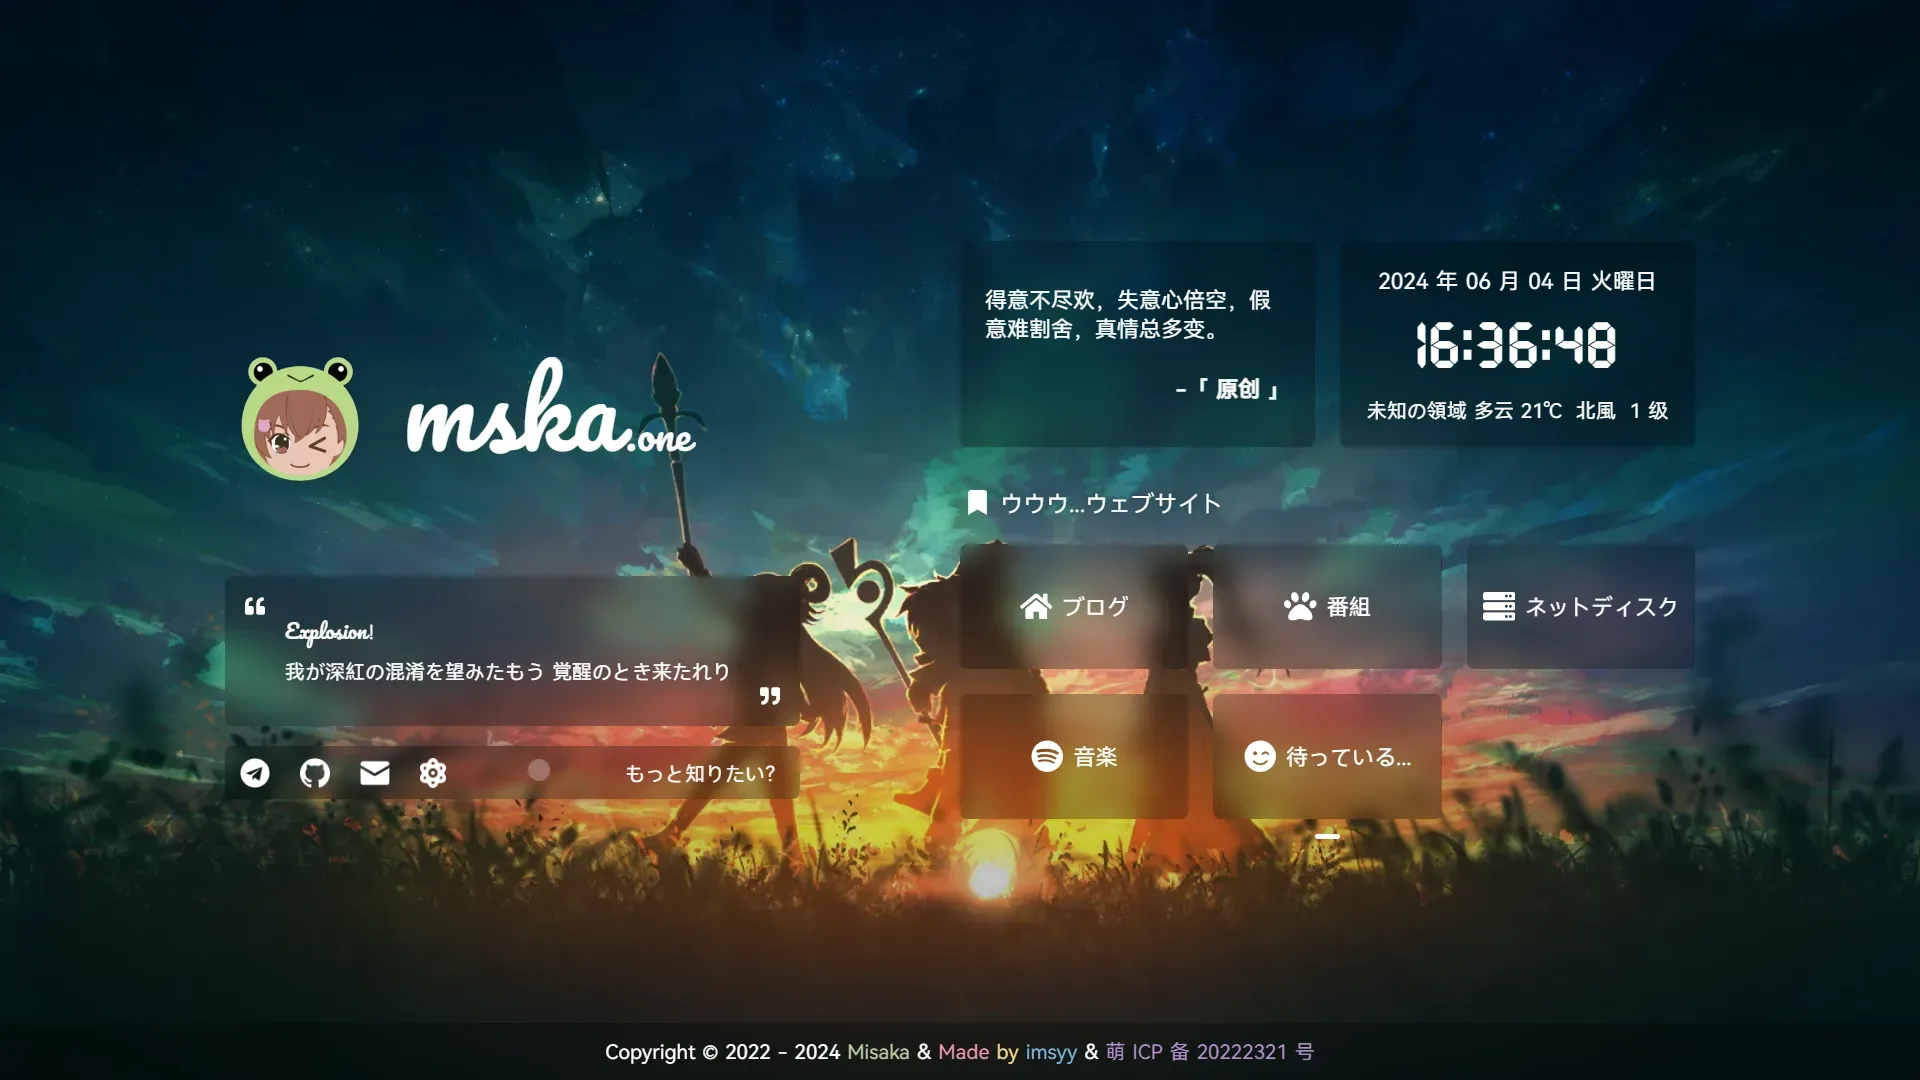 mska.one
Explosion!
我が深紅の混淆を望みたもう 覚醒のとき来たれり
もっと知りたい?
得意不尽欢，失意心倍空，假
意难割舍，真情总多变。
-「 原创 」
2024 年 06 月 04 日 火曜日
16:36:48
未知の領域 多云 21℃ 北風 1 级
ウウウ...ウェブサイト
ブログ
番組
ネットディスク
音楽
待っている...
Copyright © 2022 - 2024 Misaka & Made by imsyy & 萌 ICP 备 20222321 号